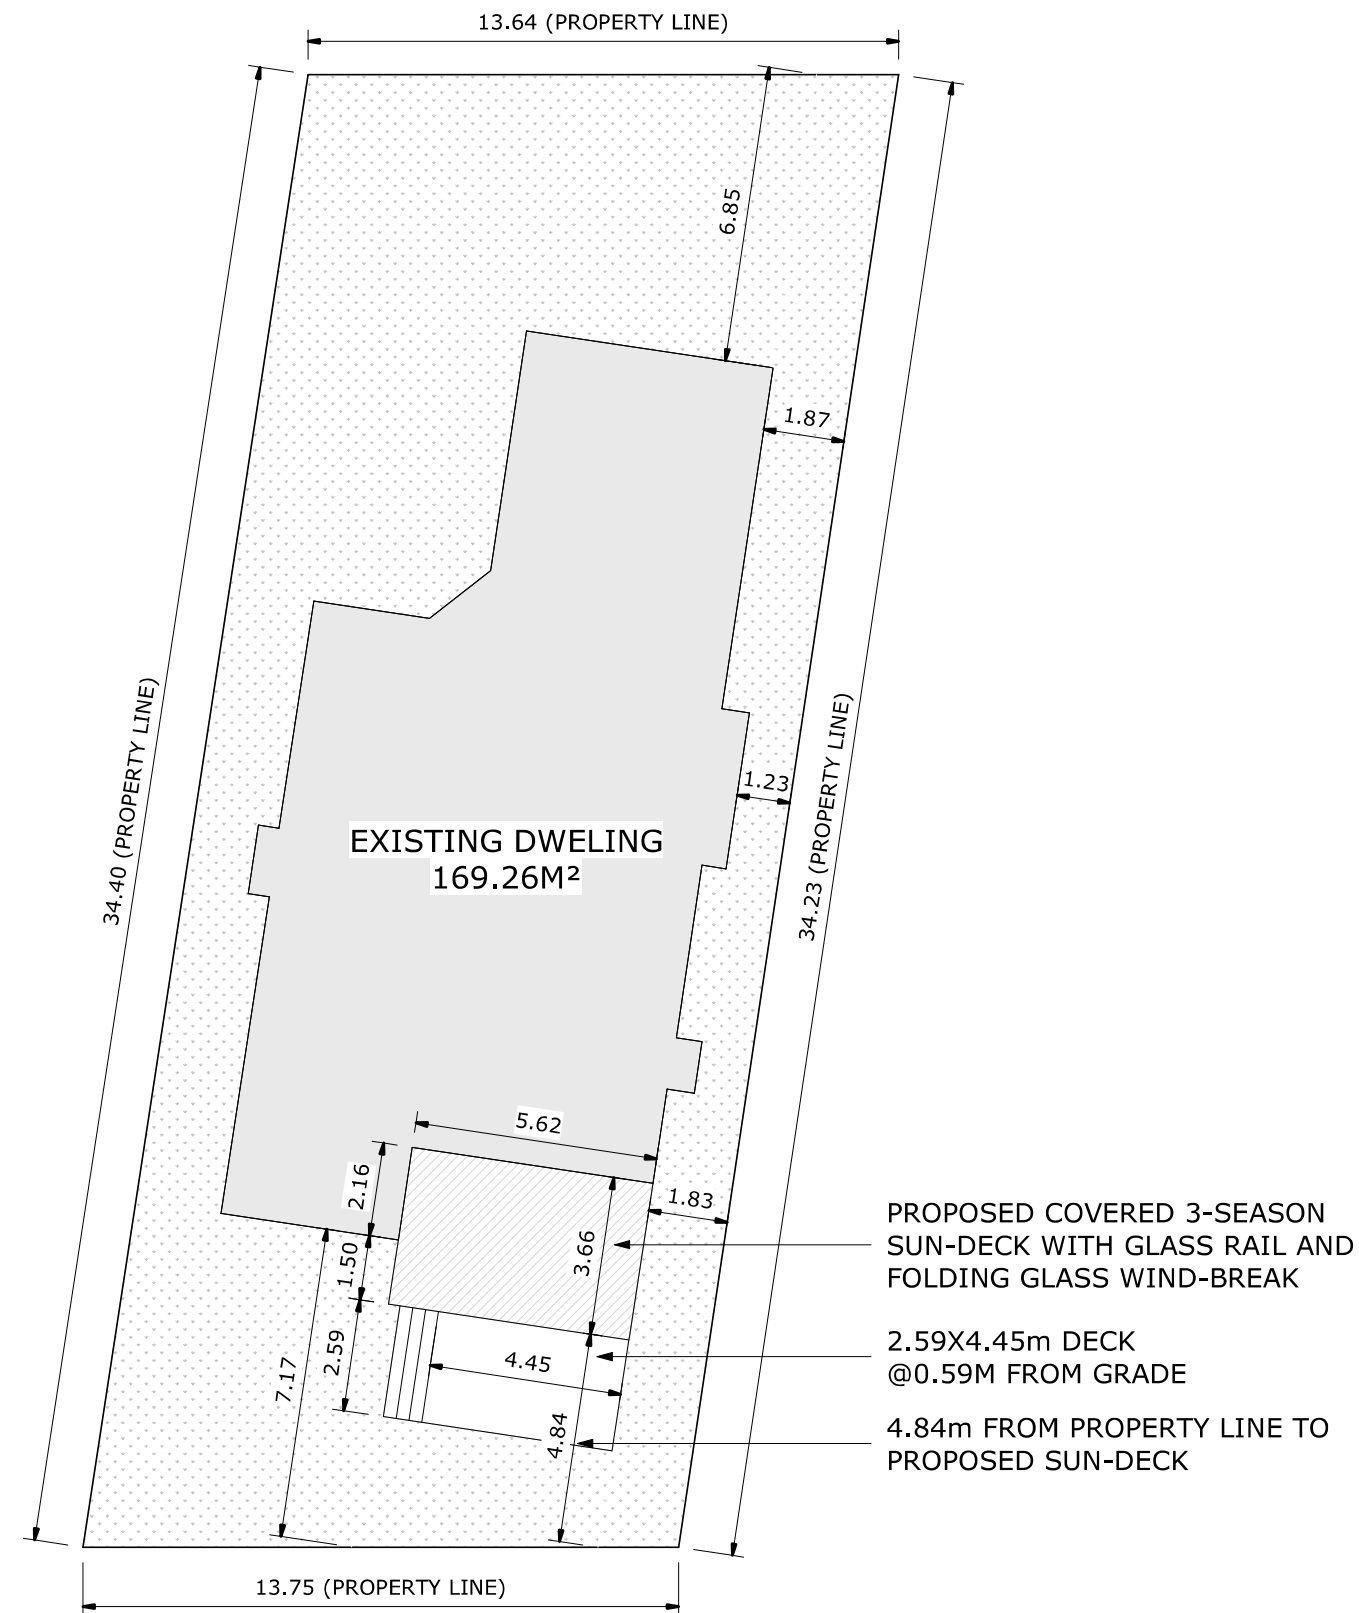 13.64 (PROPERTY LINE)
6.85
1.87
34.40 (PROPERTY LINE)
34.23 (PROPERTY LINE)
1.23
EXISTING DWELING
169.26M²
5.62
2.16
1.83
1.50
3.66
PROPOSED COVERED 3-SEASON
SUN-DECK WITH GLASS RAIL AND
FOLDING GLASS WIND-BREAK
2.59
4.45
2.59X4.45m DECK
@0.59M FROM GRADE
7.17
4.84
4.84m FROM PROPERTY LINE TO
PROPOSED SUN-DECK
13.75 (PROPERTY LINE)